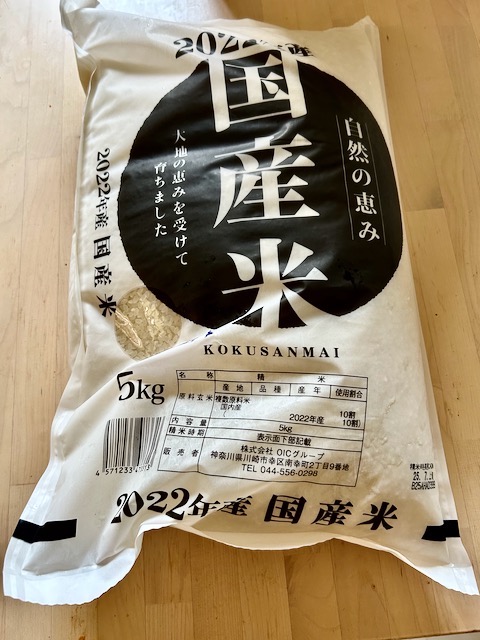 2022年産
国産米
自然の恵み
大地の恵みを受けて
育ちました
2022年産 国産米
KOKUSANMAI
5kg
名称 精米
原料玄米 産地 品種 産年 使用割合
複数原料米 10割
国内産 2022年産 10割)
内容量 5kg
精米時期 表示面下部記載
販売者 株式会社 OICグループ
神奈川県川崎市幸区南幸町2丁目9番地
TEL 044-556-0298
4 571233
2022年産 国産米